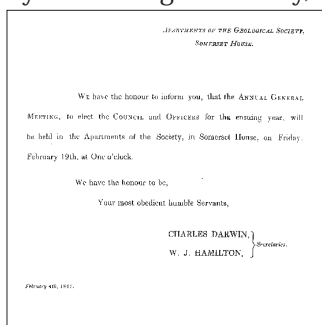 APARTMENTS OF THE GEOLOGICAL SOCIETY,
SOMERSET HOUSE.
We have the honour to inform you, that the ANNUAL GENERAL
MEETING, to elect the COUNCIL and OFFICERS for the ensuing year, will
be held in the Apartments of the Society, in Somerset House, on Friday,
February 19th, at One o'clock.
We have the honour to be,
Your most obedient humble Servants,
CHARLES DARWIN,
W. J. HAMILTON,
Secretaries.
February 4th,